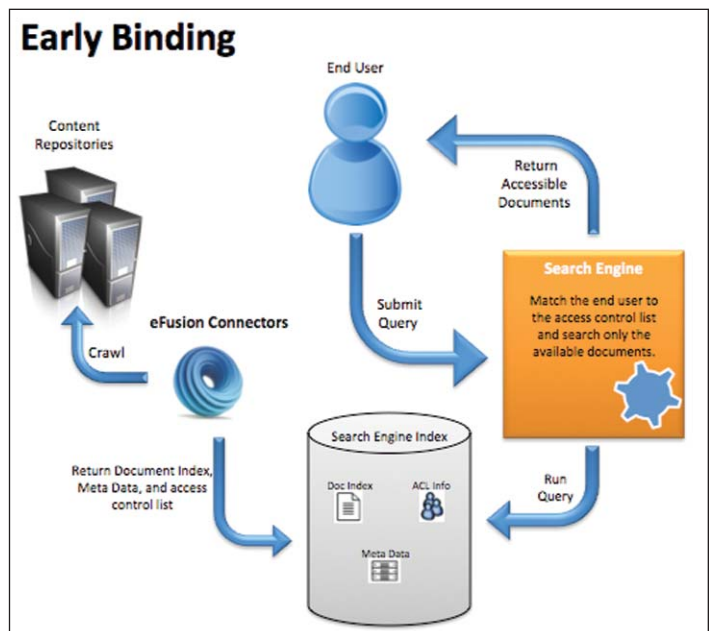 Early Binding
End User
Content
Repositories
Return
Accessible
Documents
Search Engine
Match the end user to
the access control list
and search only the
available documents.
Submit
Query
eFusion Connectors
Crawl
Search Engine Index
Return Document Index,
Meta Data, and access
control list
Doc Index
ACL Info
Run
Query
Meta Data